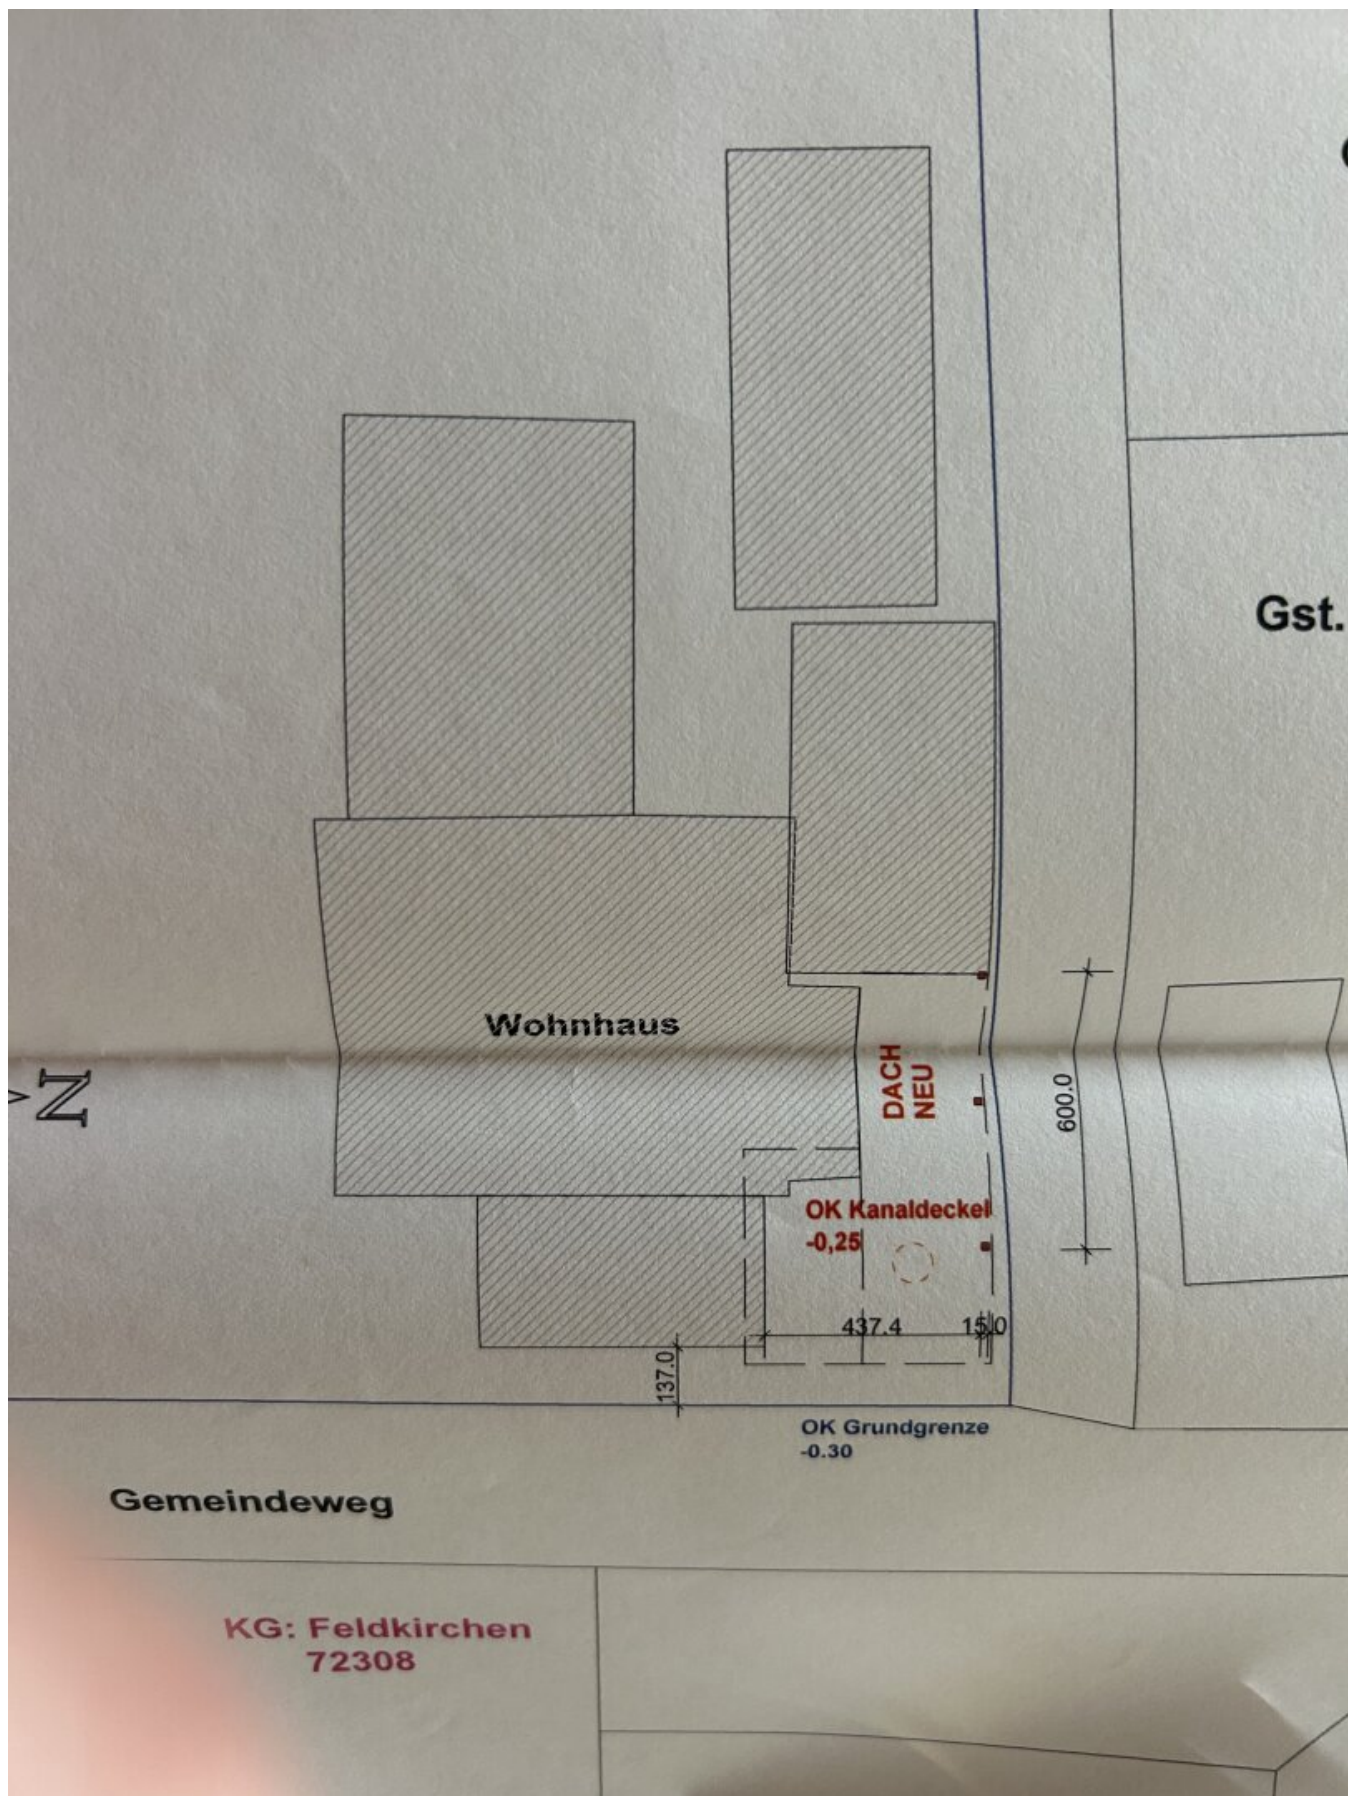 Gst.
Wohnhaus
N
DACH
NEU
600.0
OK Kanaldeckel
-0,25
437.4
15.0
137.0
OK Grundgrenze
-0.30
Gemeindeweg
KG: Feldkirchen
72308